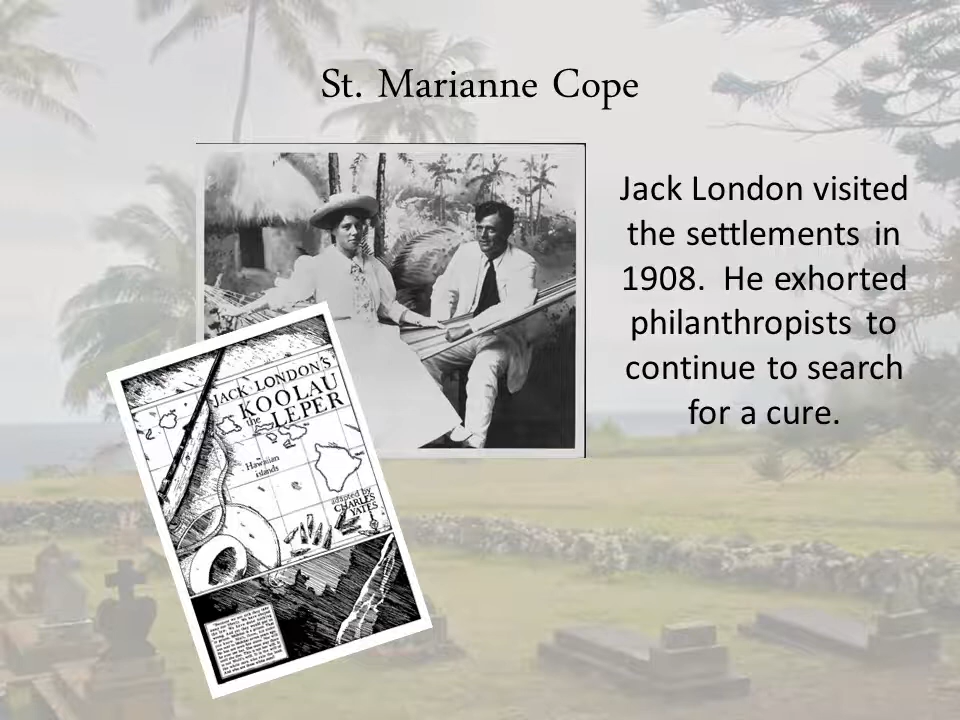 St. Marianne Cope
Jack London visited
the settlements in
1908. He exhorted
philanthropists to
continue to search
for a cure.
JACK LONDON'S
KOOLAU
the LEPER
Hawaiian
islands
adapted by
CHARLES
YATES